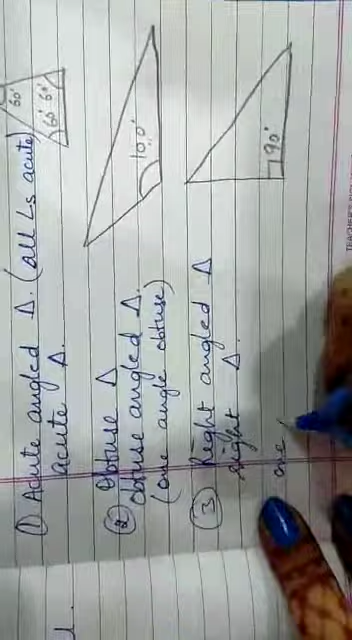 ① Acute angled Δ. (all ∠s acute)
acute Δ.
60° 60° 60°
② Obtuse Δ
obtuse angled Δ.
(one angle obtuse)
100°
③ Right angled Δ
right Δ.
90°
one